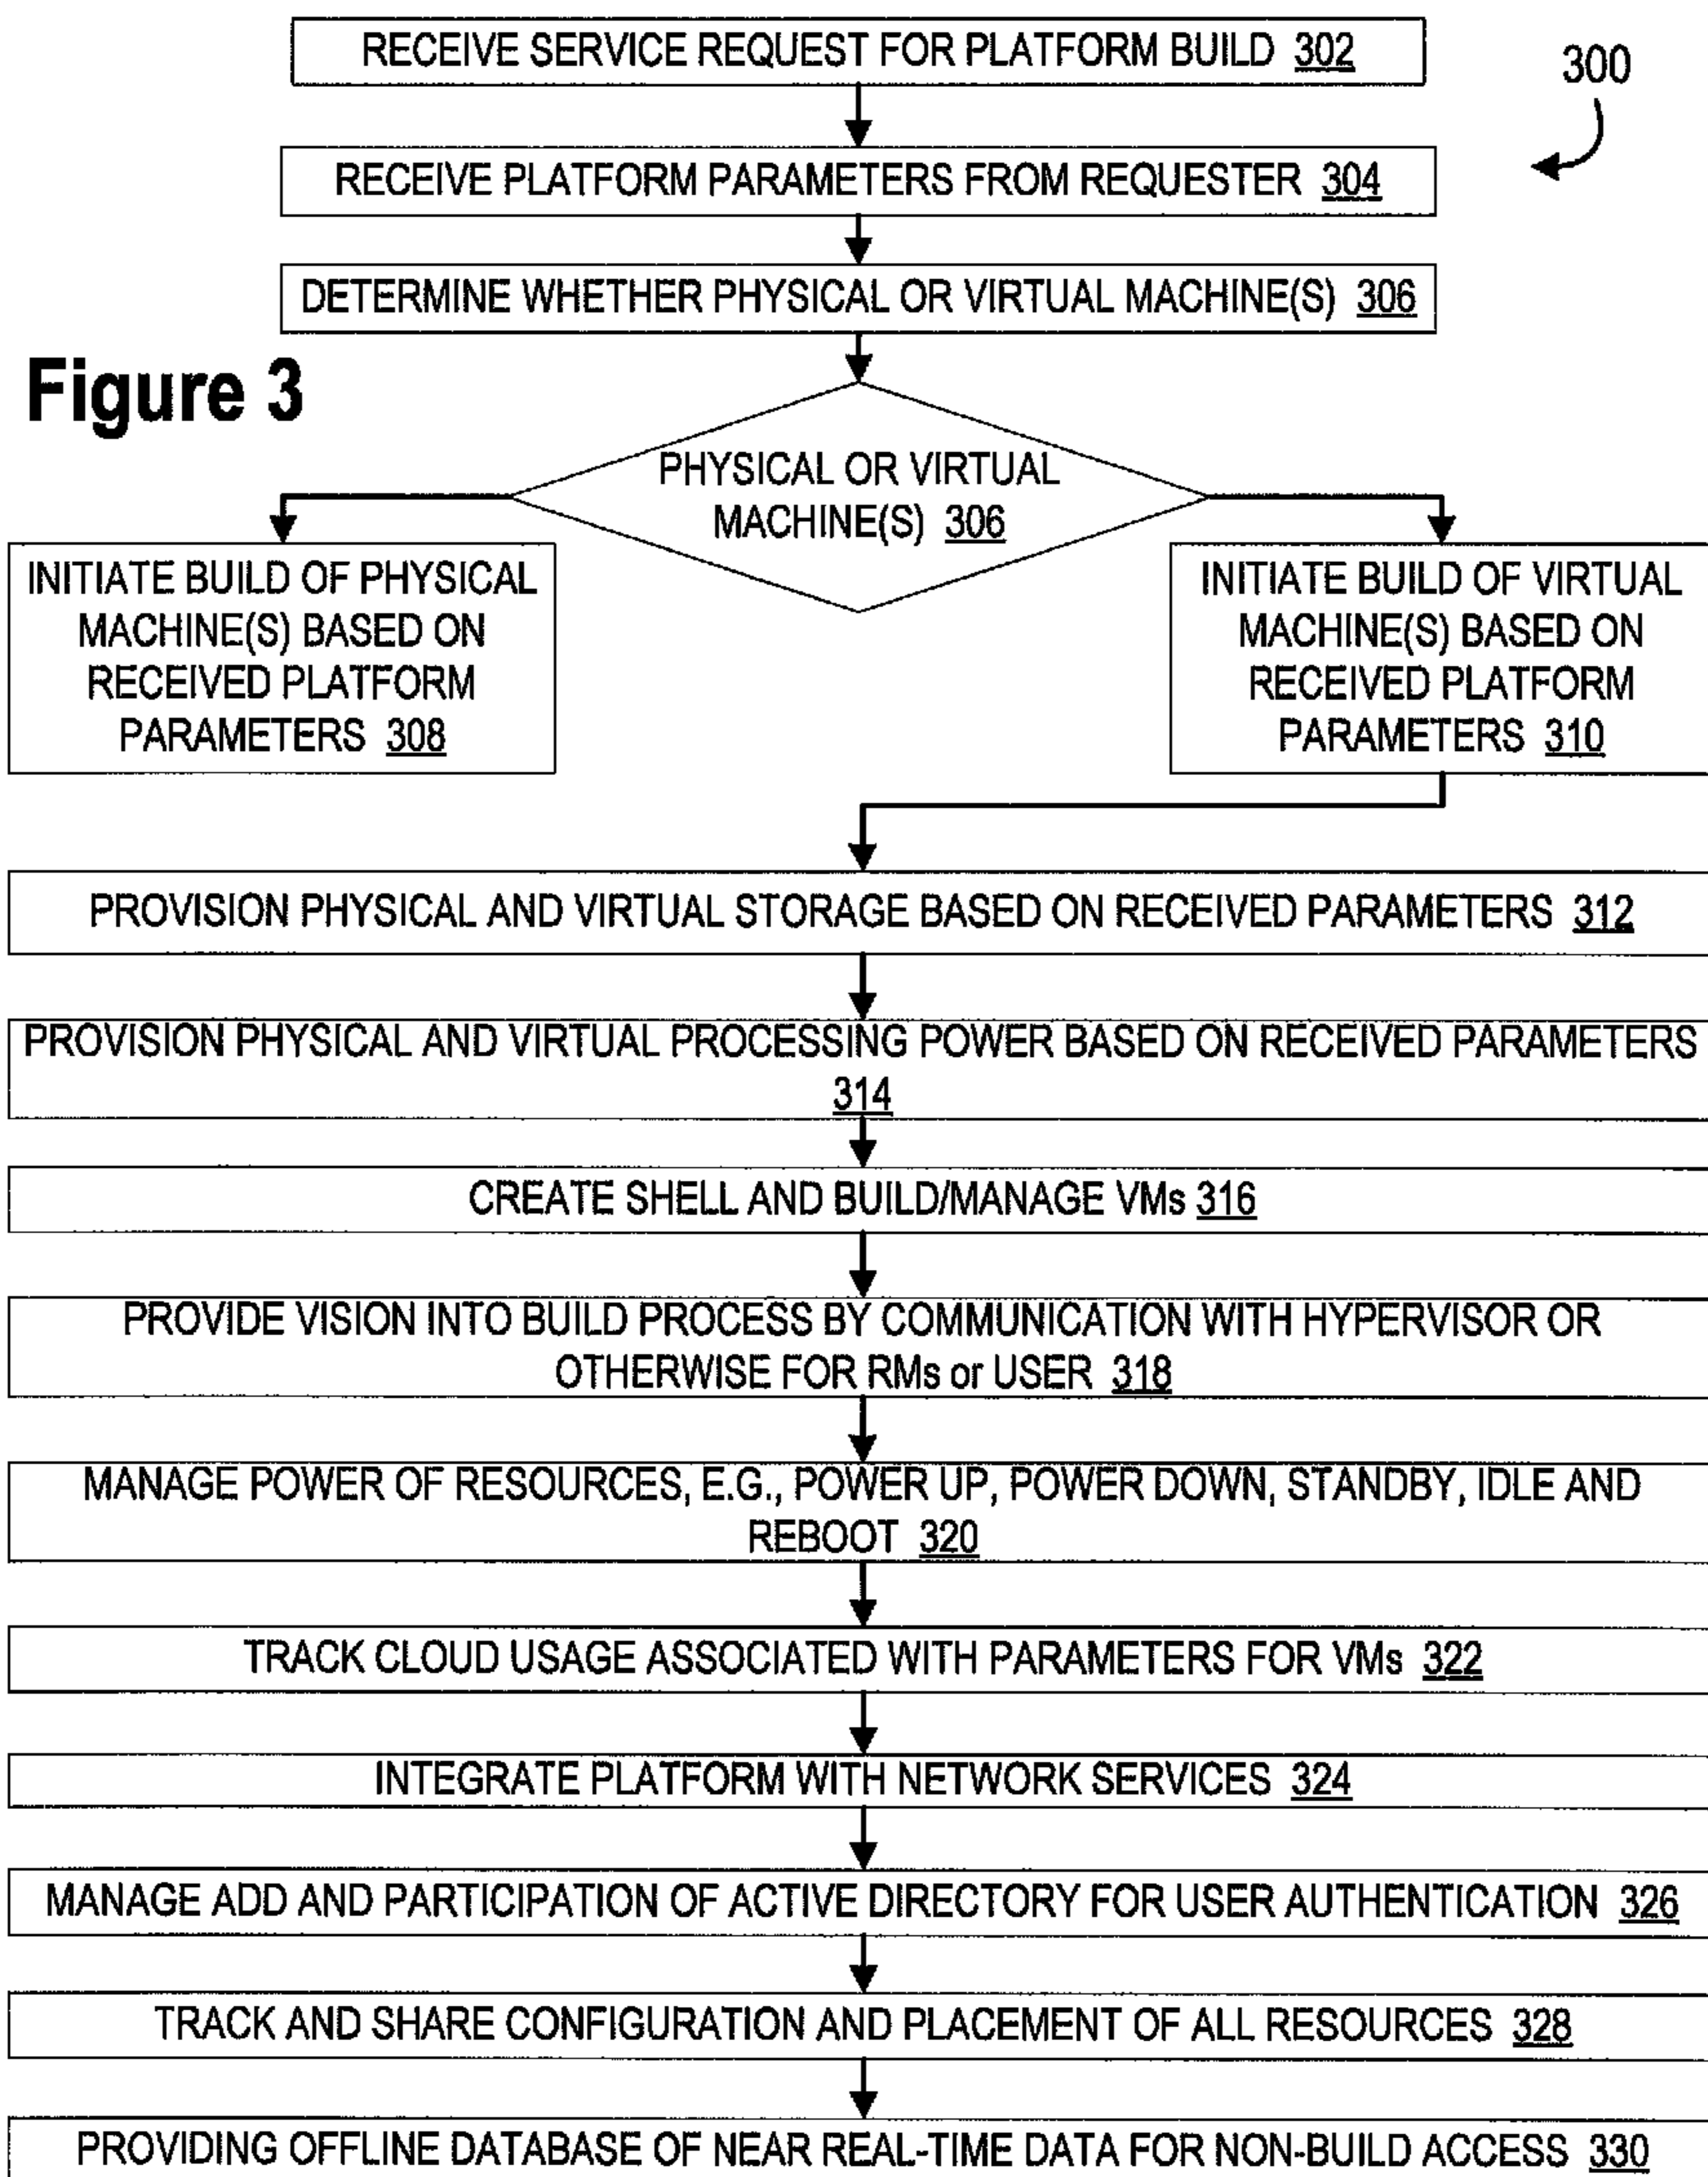 RECEIVE SERVICE REQUEST FOR PLATFORM BUILD 302
300
RECEIVE PLATFORM PARAMETERS FROM REQUESTER 304
DETERMINE WHETHER PHYSICAL OR VIRTUAL MACHINE(S) 306
Figure 3
PHYSICAL OR VIRTUAL
MACHINE(S) 306
INITIATE BUILD OF PHYSICAL
MACHINE(S) BASED ON
RECEIVED PLATFORM
PARAMETERS 308
INITIATE BUILD OF VIRTUAL
MACHINE(S) BASED ON
RECEIVED PLATFORM
PARAMETERS 310
PROVISION PHYSICAL AND VIRTUAL STORAGE BASED ON RECEIVED PARAMETERS 312
PROVISION PHYSICAL AND VIRTUAL PROCESSING POWER BASED ON RECEIVED PARAMETERS
314
CREATE SHELL AND BUILD/MANAGE VMs 316
PROVIDE VISION INTO BUILD PROCESS BY COMMUNICATION WITH HYPERVISOR OR
OTHERWISE FOR RMs or USER 318
MANAGE POWER OF RESOURCES, E.G., POWER UP, POWER DOWN, STANDBY, IDLE AND
REBOOT 320
TRACK CLOUD USAGE ASSOCIATED WITH PARAMETERS FOR VMs 322
INTEGRATE PLATFORM WITH NETWORK SERVICES 324
MANAGE ADD AND PARTICIPATION OF ACTIVE DIRECTORY FOR USER AUTHENTICATION 326
TRACK AND SHARE CONFIGURATION AND PLACEMENT OF ALL RESOURCES 328
PROVIDING OFFLINE DATABASE OF NEAR REAL-TIME DATA FOR NON-BUILD ACCESS 330